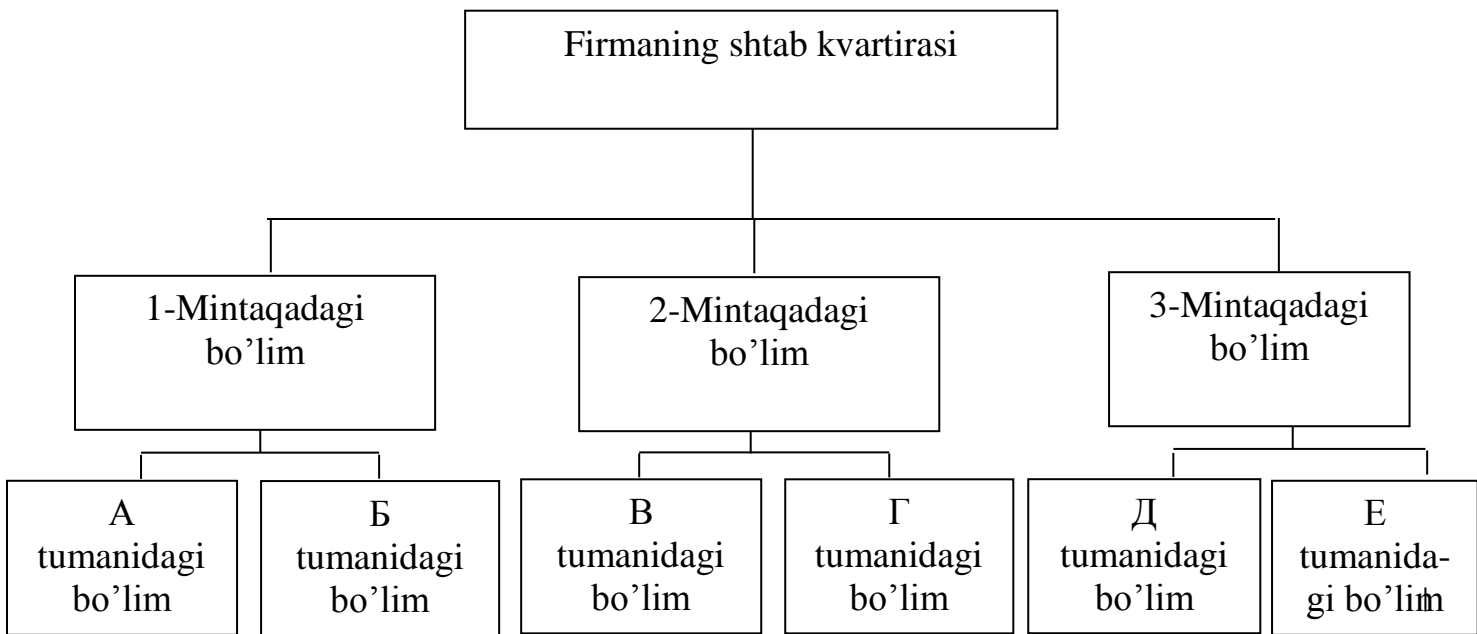 Firmaning shtab kvartirasi
1-Mintaqadagi
bo’lim
2-Mintaqadagi
bo’lim
3-Mintaqadagi
bo’lim
А
tumanidagi
bo’lim
Б
tumanidagi
bo’lim
В
tumanidagi
bo’lim
Г
tumanidagi
bo’lim
Д
tumanidagi
bo’lim
Е
tumanida-
gi bo’lim